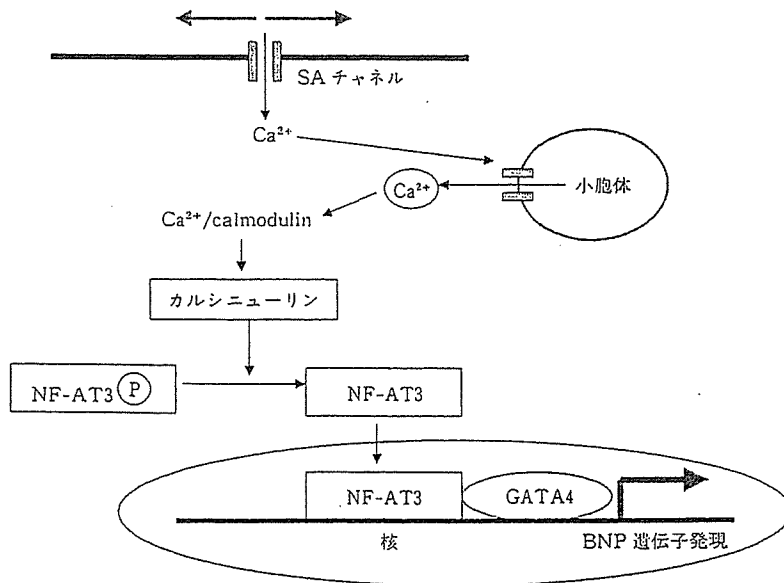 SA チャネル
Ca²⁺
Ca²⁺
小胞体
Ca²⁺/calmodulin
カルシニューリン
NF-AT3 P
NF-AT3
NF-AT3
GATA4
核
BNP 遺伝子発現